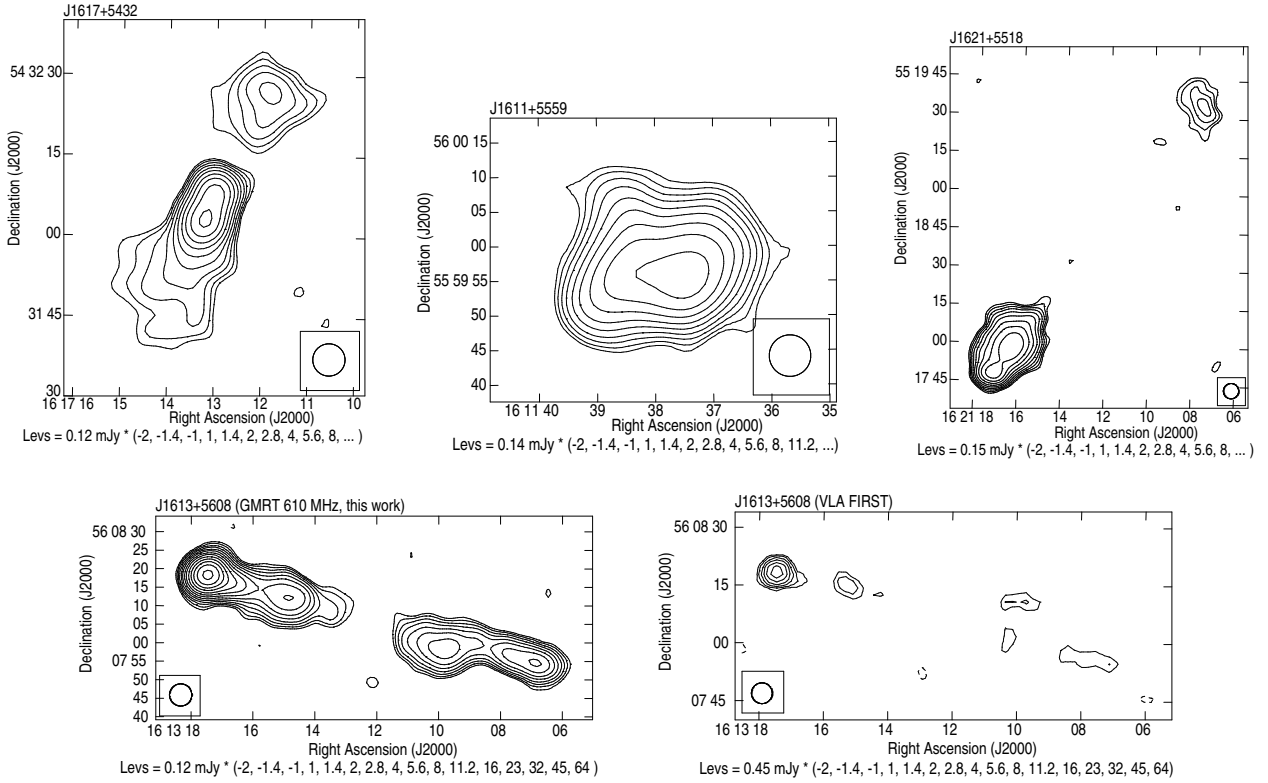 J1617+5432
54 32 30
15
00
31 45
30
Declination (J2000)
16 17 16 15 14 13 12 11 10
Right Ascension (J2000)
Levs = 0.12 mJy * (-2, -1.4, -1, 1, 1.4, 2, 2.8, 4, 5.6, 8, ... )
J1611+5559
56 00 15
10
05
00
55 59 55
50
45
40
Declination (J2000)
16 11 40 39 38 37 36 35
Right Ascension (J2000)
Levs = 0.14 mJy * (-2, -1.4, -1, 1, 1.4, 2, 2.8, 4, 5.6, 8, 11.2, ...)
J1621+5518
55 19 45
30
15
00
18 45
30
15
00
17 45
Declination (J2000)
16 21 18 16 14 12 10 08 06
Right Ascension (J2000)
Levs = 0.15 mJy * (-2, -1.4, -1, 1, 1.4, 2, 2.8, 4, 5.6, 8, ... )
J1613+5608 (GMRT 610 MHz, this work)
56 08 30
25
20
15
10
05
00
07 55
50
45
40
Declination (J2000)
16 13 18 16 14 12 10 08 06
Right Ascension (J2000)
Levs = 0.12 mJy * (-2, -1.4, -1, 1, 1.4, 2, 2.8, 4, 5.6, 8, 11.2, 16, 23, 32, 45, 64 )
J1613+5608 (VLA FIRST)
56 08 30
15
00
07 45
Declination (J2000)
16 13 18 16 14 12 10 08 06
Right Ascension (J2000)
Levs = 0.45 mJy * (-2, -1.4, -1, 1, 1.4, 2, 2.8, 4, 5.6, 8, 11.2, 16, 23, 32, 45, 64)